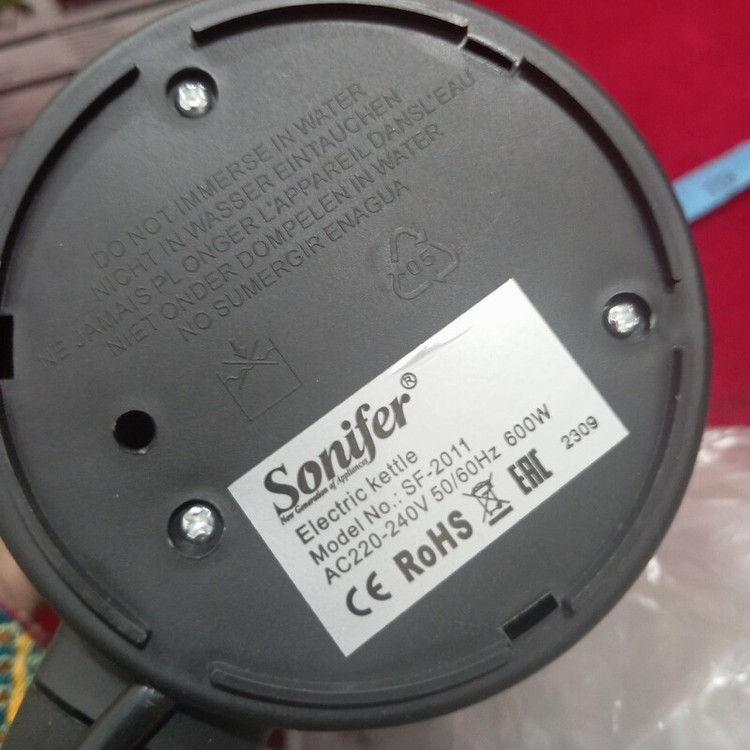 DO NOT IMMERSE IN WATER
NICHT IN WASSER EINTAUCHEN
NE JAMAIS PLONGER L'APPAREIL DANSL'EAU
NIET ONDER DOMPELEN IN WATER
NO SUMERGIR ENAGUA
05
Sonifer®
New Generation of Appliances
Electric kettle
Model No.: SF-2011
AC220-240V 50/60Hz 600W
CE RoHS EAC 2309